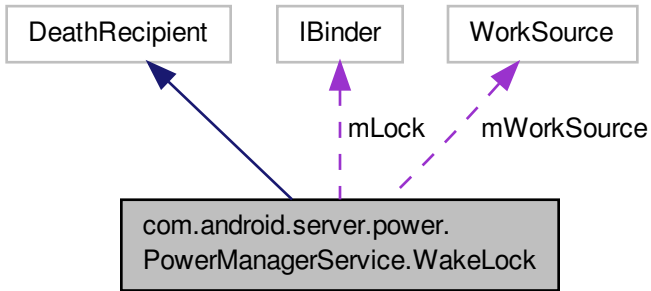 DeathRecipient
IBinder
WorkSource
mLock
mWorkSource
com.android.server.power.
PowerManagerService.WakeLock